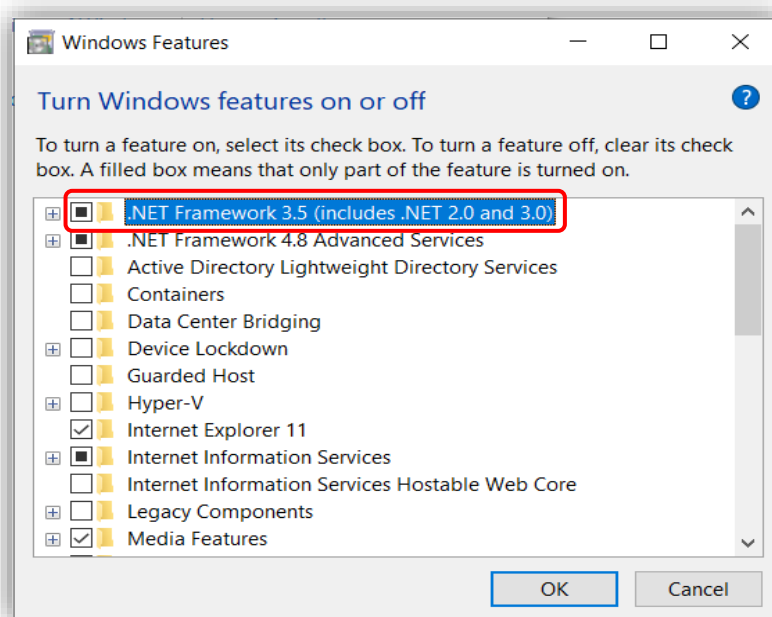 Windows Features
Turn Windows features on or off
?
To turn a feature on, select its check box. To turn a feature off, clear its check
box. A filled box means that only part of the feature is turned on.
.NET Framework 3.5 (includes .NET 2.0 and 3.0)
.NET Framework 4.8 Advanced Services
Active Directory Lightweight Directory Services
Containers
Data Center Bridging
Device Lockdown
Guarded Host
Hyper-V
Internet Explorer 11
Internet Information Services
Internet Information Services Hostable Web Core
Legacy Components
Media Features
OK Cancel